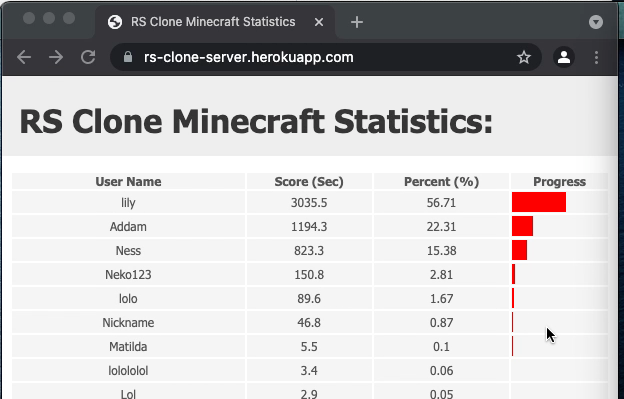 RS Clone Minecraft Statistics
rs-clone-server.herokuapp.com
RS Clone Minecraft Statistics:
User Name Score (Sec) Percent (%) Progress
lily 3035.5 56.71
Addam 1194.3 22.31
Ness 823.3 15.38
Neko123 150.8 2.81
lolo 89.6 1.67
Nickname 46.8 0.87
Matilda 5.5 0.1
lolololol 3.4 0.06
Lol 2.9 0.05